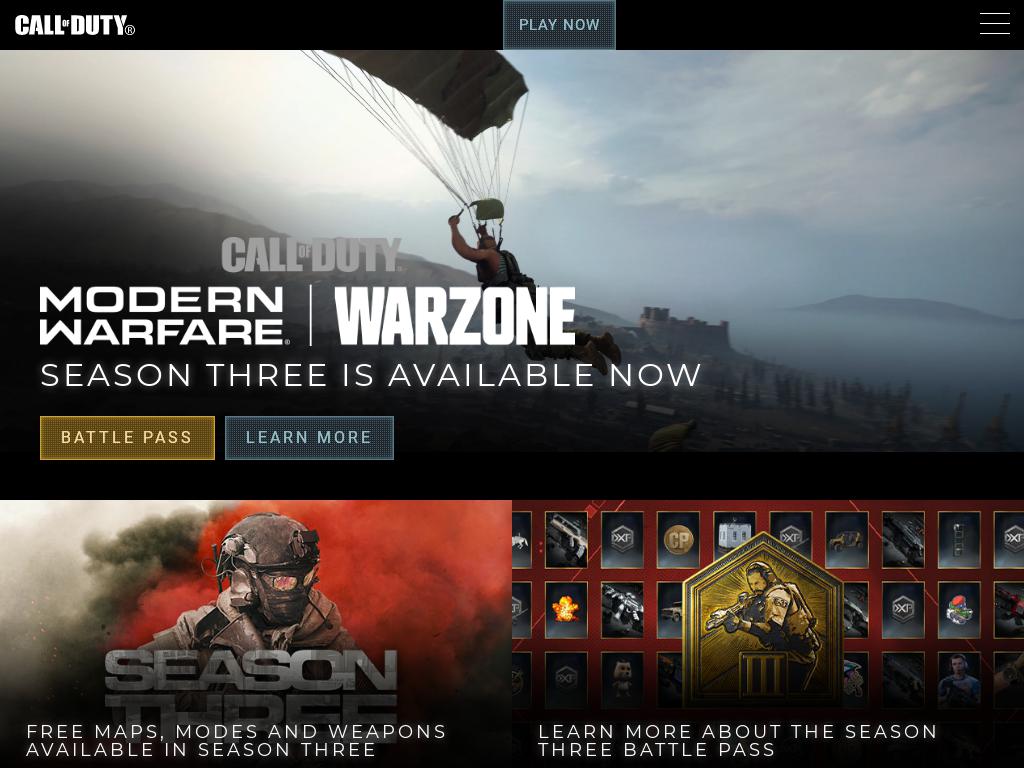 CALL OF DUTY®
PLAY NOW
CALL OF DUTY
MODERN
WARFARE®
WARZONE
SEASON THREE IS AVAILABLE NOW
BATTLE PASS
LEARN MORE
SEASON
THREE
FREE MAPS, MODES AND WEAPONS
AVAILABLE IN SEASON THREE
CP
III
LEARN MORE ABOUT THE SEASON
THREE BATTLE PASS